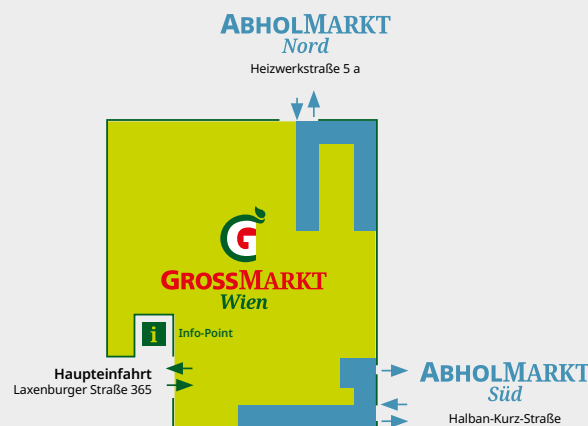 ABHOLMARKT
Nord
Heizwerkstraße 5 a
G
GROSSMARKT
Wien
i
Info-Point
Haupteinfahrt
Laxenburger Straße 365
ABHOLMARKT
Süd
Halban-Kurz-Straße